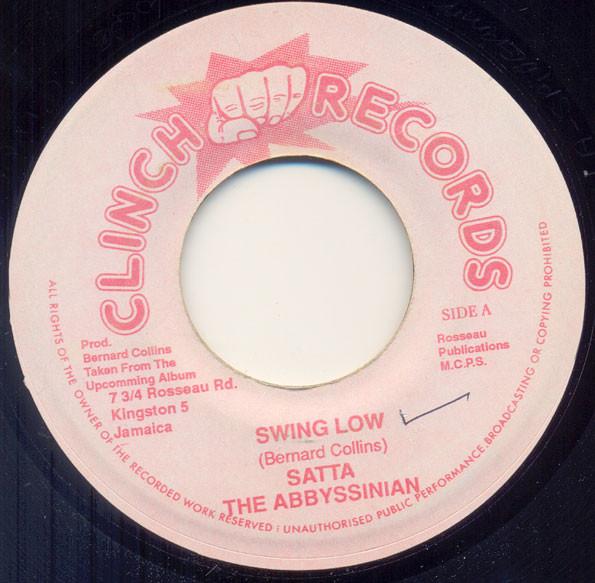 CLINCH RECORDS
SIDE A
Prod.
Bernard Collins
Taken From The
Upcomming Album
7 3/4 Rosseau Rd.
Kingston 5
Jamaica
Rosseau
Publications
M.C.P.S.
SWING LOW
(Bernard Collins)
SATTA
THE ABBYSSINIAN
ALL RIGHTS OF THE OWNER OF THE RECORDED WORK RESERVED : UNAUTHORISED PUBLIC PERFORMANCE.BROADCASTING OR COPYING PROHIBITED